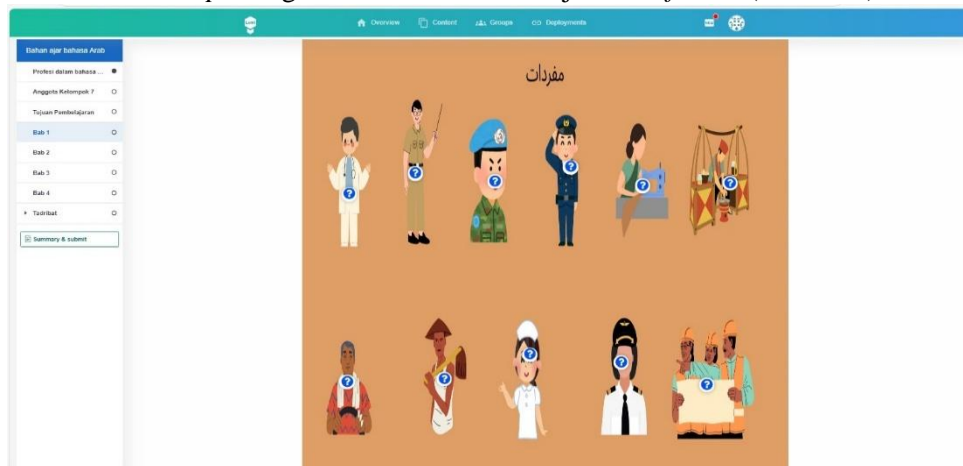 Overview
Content
Groups
Deployments
Bahan ajar bahasa Arab
Profesi dalam bahasa ...
Anggota Kelompok 7
Tujuan Pembelajaran
Bab 1
Bab 2
Bab 3
Bab 4
Tadribat
Summary & submit
مفردات
?
?
?
?
?
?
?
?
?
?
?